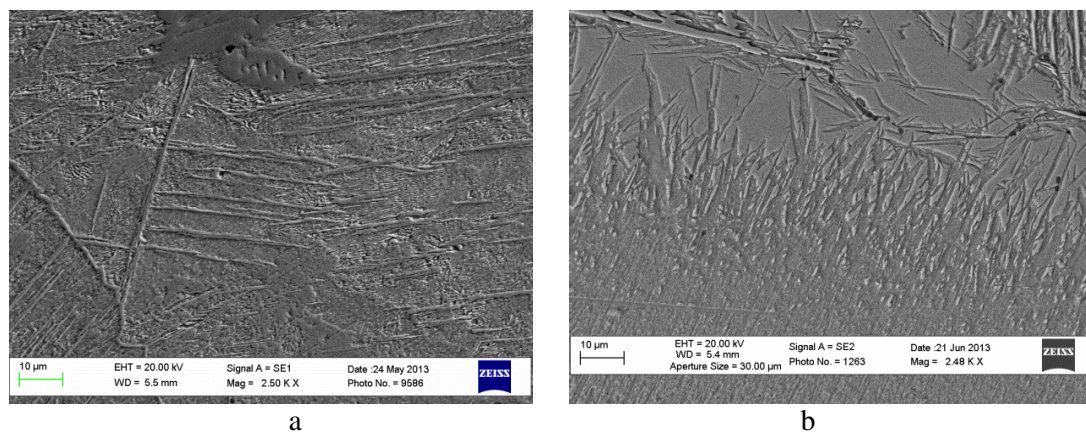 10 µm
EHT = 20.00 kV
WD = 5.5 mm
Signal A = SE1
Mag = 2.50 K X
Date :24 May 2013
Photo No. = 9586
ZEISS
a
10 µm
EHT = 20.00 kV
WD = 5.4 mm
Aperture Size = 30.00 µm
Signal A = SE2
Mag = 2.48 K X
Date :21 Jun 2013
Photo No. = 1263
ZEISS
b